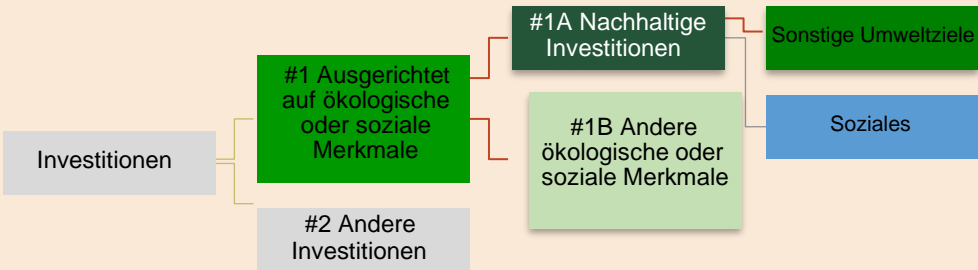 Investitionen
#1 Ausgerichtet
auf ökologische
oder soziale
Merkmale
#2 Andere
Investitionen
#1A Nachhaltige
Investitionen
#1B Andere
ökologische oder
soziale Merkmale
Sonstige Umweltziele
Soziales